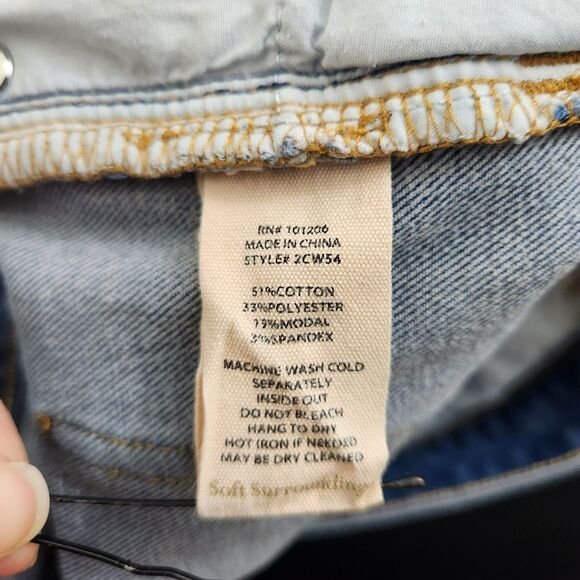 RN# 101206
MADE IN CHINA
STYLE# 2CW54
51%COTTON
33%POLYESTER
13%MODAL
3%SPANDEX
MACHINE WASH COLD
SEPARATELY
INSIDE OUT
DO NOT BLEACH
HANG TO DRY
HOT IRON IF NEEDED
MAY BE DRY CLEANED
Soft Surroundings